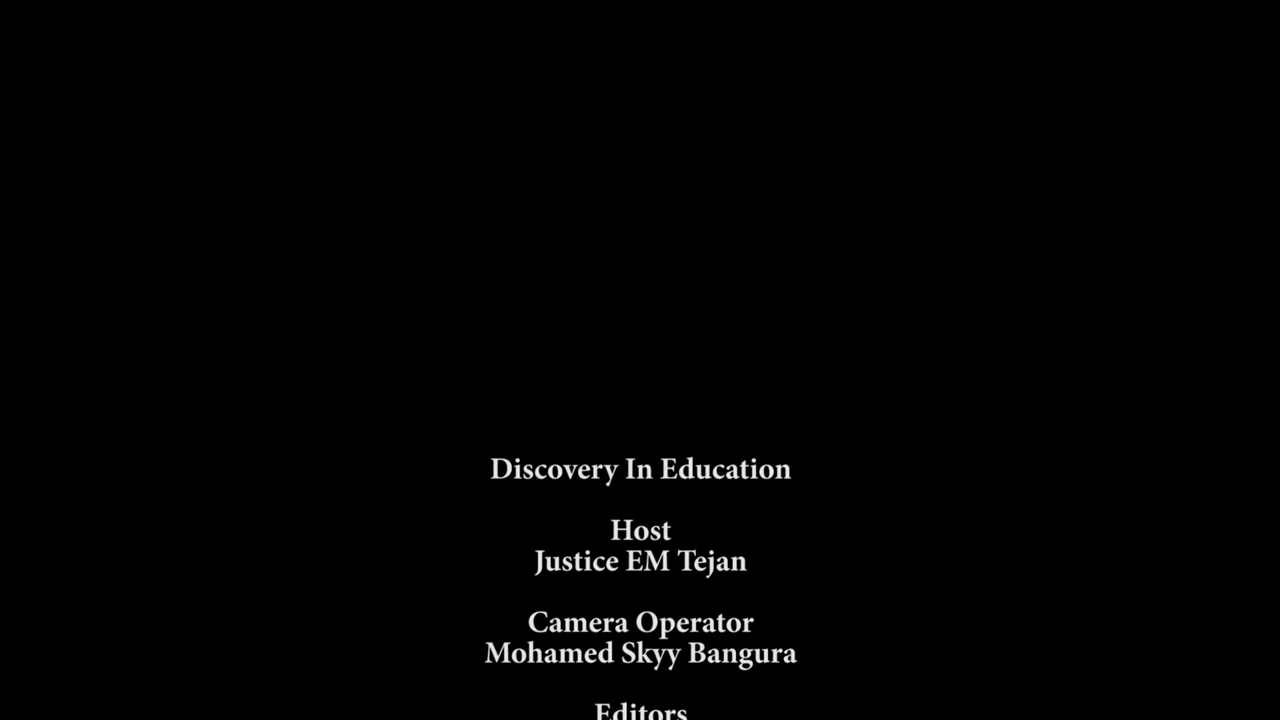 Discovery In Education
Host
Justice EM Tejan
Camera Operator
Mohamed Skyy Bangura
Editors